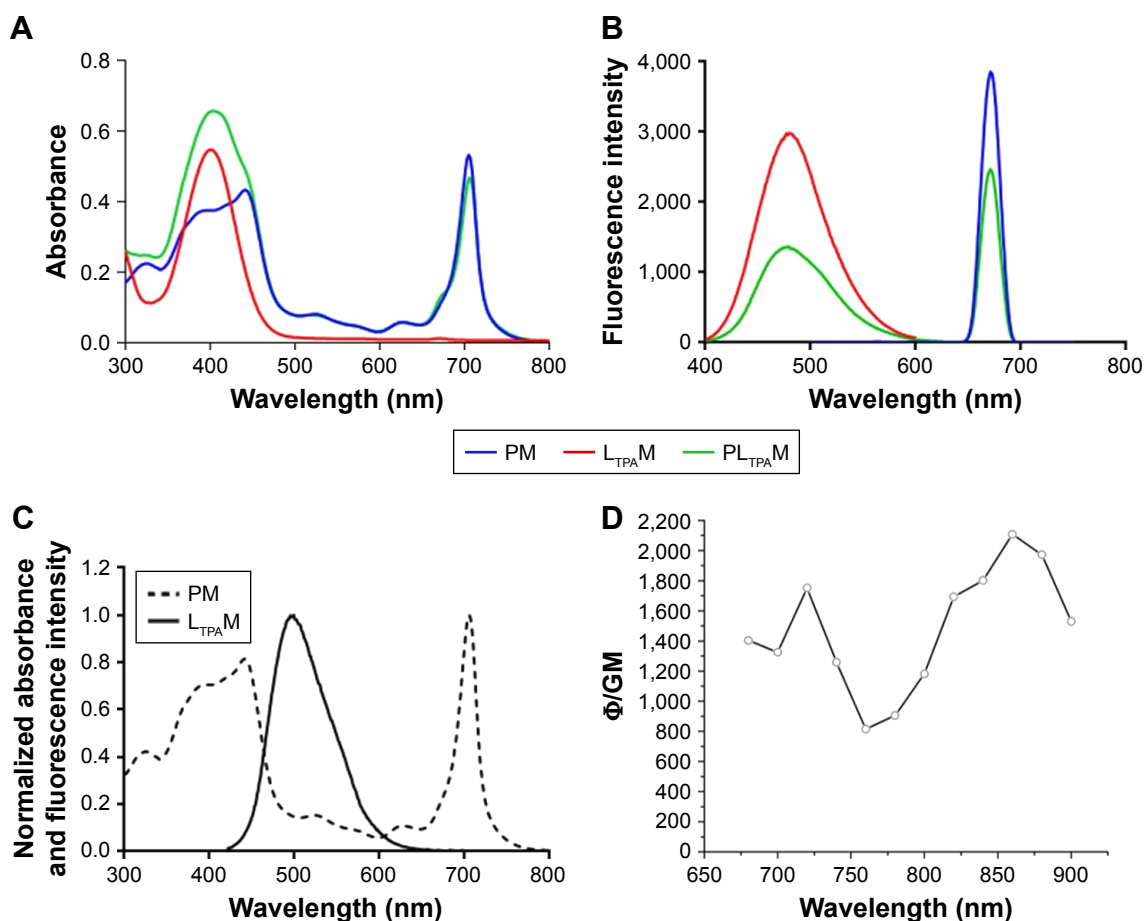 A
Absorbance
0.8
0.6
0.4
0.2
0.0
300 400 500 600 700 800
Wavelength (nm)
B
Fluorescence intensity
4,000
3,000
2,000
1,000
0
400 500 600 700 800
Wavelength (nm)
PM L_TPA M PL_TPA M
C
Normalized absorbance
and fluorescence intensity
1.2
1.0
0.8
0.6
0.4
0.2
0.0
PM
L_TPA M
300 400 500 600 700 800
Wavelength (nm)
D
Φ/GM
2,200
2,000
1,800
1,600
1,400
1,200
1,000
800
600
400
200
0
650 700 750 800 850 900
Wavelength (nm)